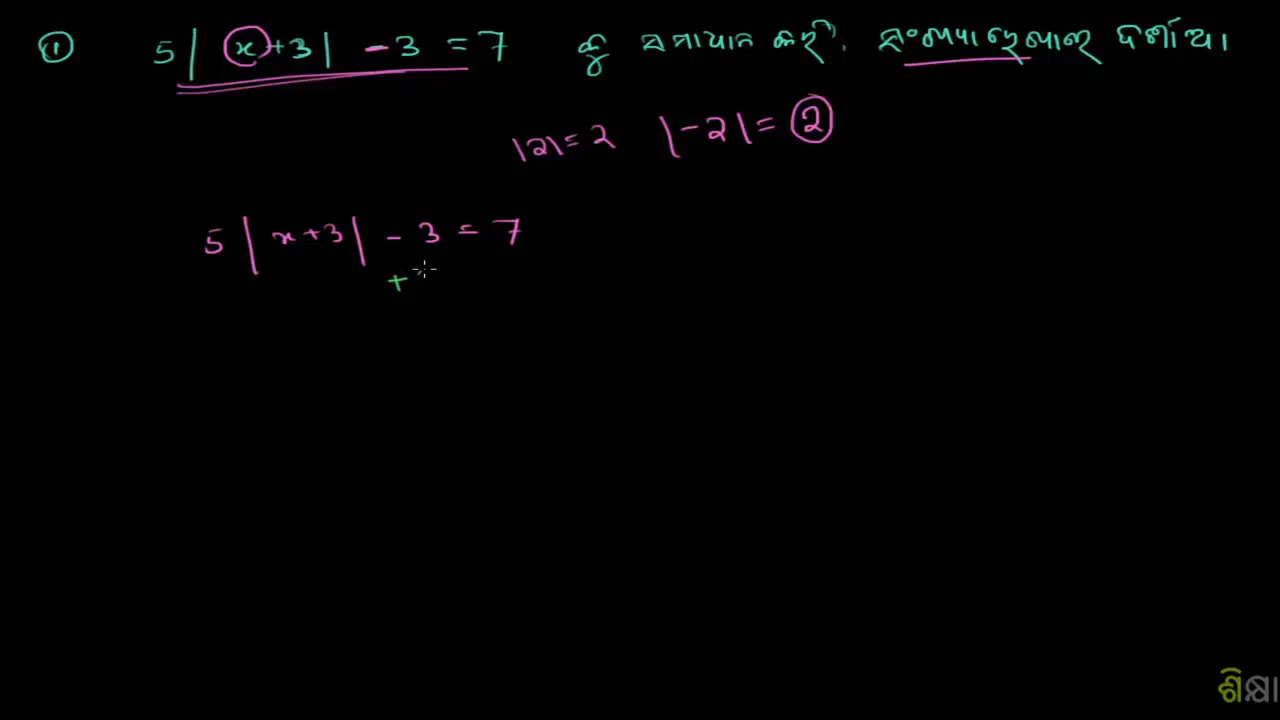 ① 5|x+3| - 3 = 7 କୁ ସମାଧାନ କରି. ସଂଖ୍ୟାରେଖାରେ ଦର୍ଶାଅ।
|2| = 2 |-2| = 2
5|x+3| - 3 = 7
+
ଶିକ୍ଷା